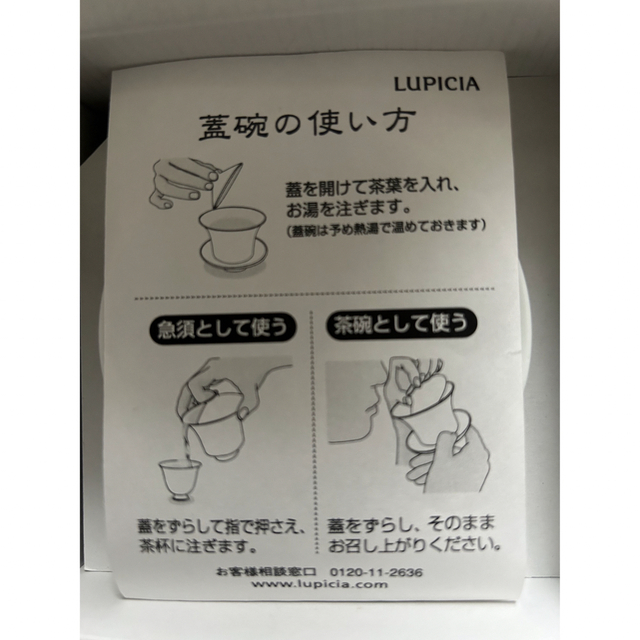 LUPICIA
蓋碗の使い方
蓋を開けて茶葉を入れ、
お湯を注ぎます。
(蓋碗は予め熱湯で温めておきます)
急須として使う
茶碗として使う
蓋をずらして指で押さえ、
茶杯に注ぎます。
蓋をずらし、そのまま
お召し上がりください。
お客様相談窓口 0120-11-2636
www.lupicia.com